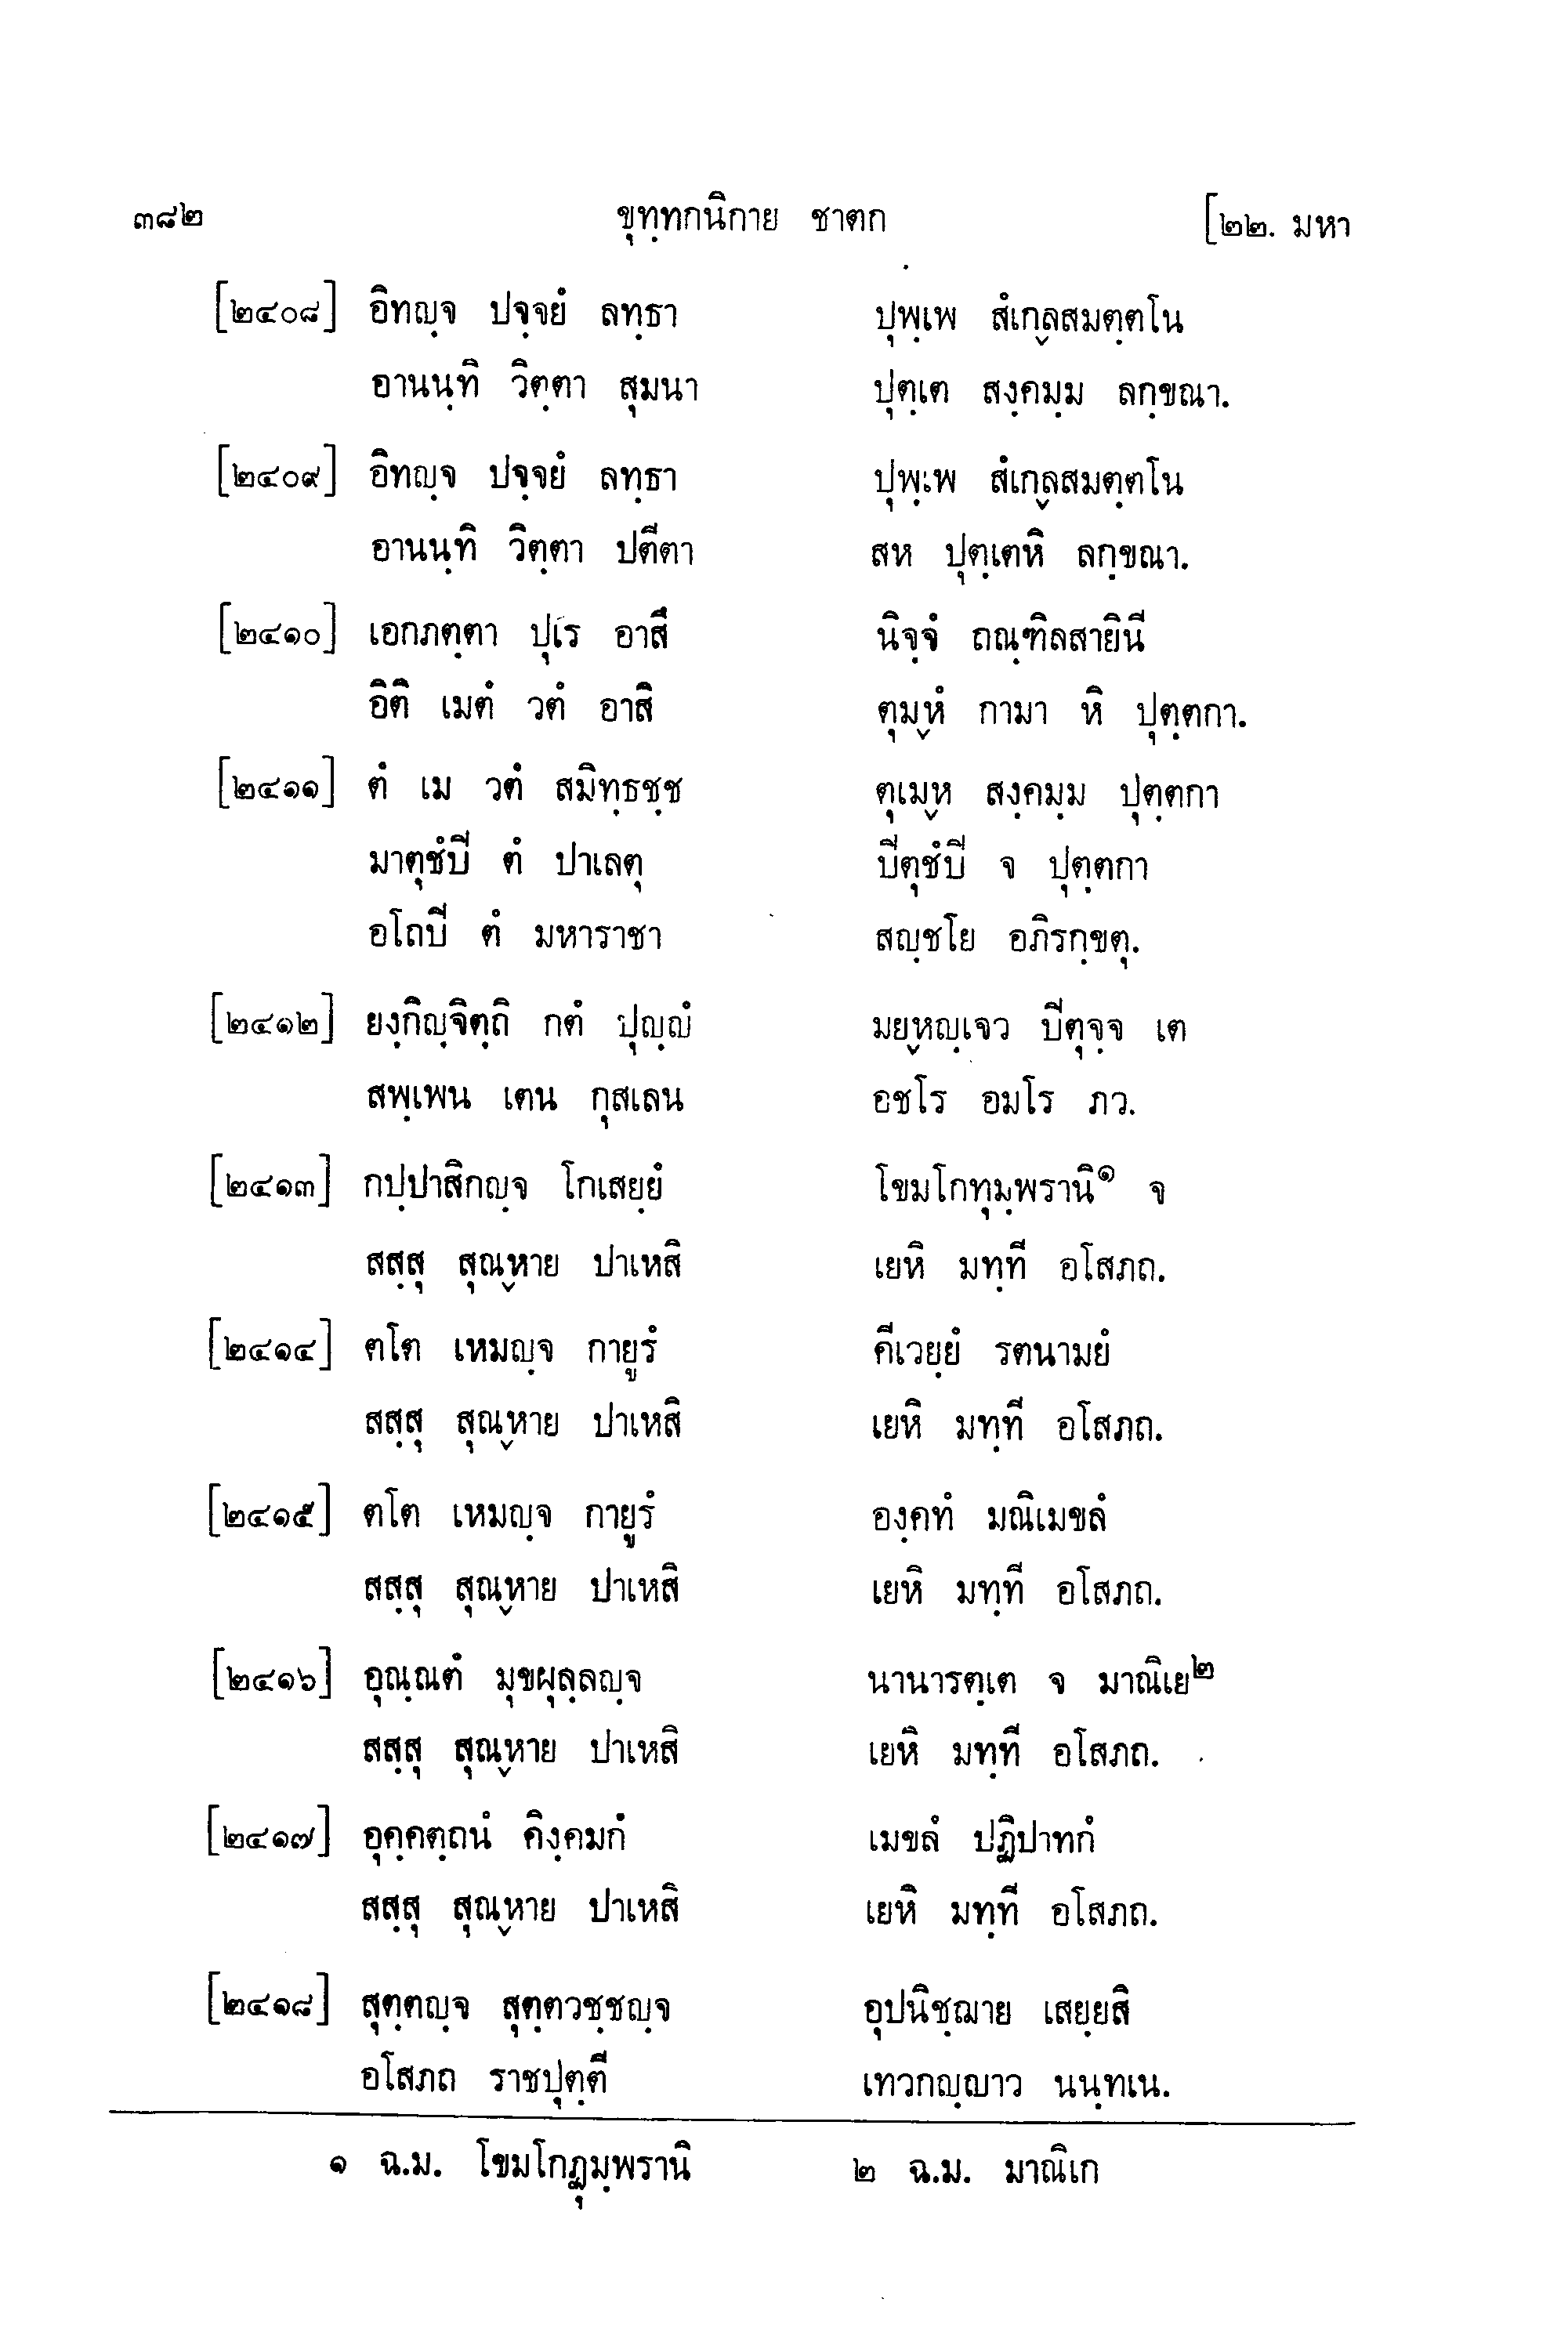 ๓๘๒ ขุทฺทกนิกาย ชาตก [๒๒. มหา
[๒๔๐๘] อิทญฺจ ปจฺจยํ ลทฺธา ปุพฺเพ สํเกลฺสมตฺตโน
อานนฺทิ วิตฺตา สุมนา ปุตฺเต สงฺคมฺม ลกฺขณา.
[๒๔๐๙] อิทญฺจ ปจฺจยํ ลทฺธา ปุพฺเพ สํเกลฺสมตฺตโน
อานนฺทิ วิตฺตา ปตีตา สห ปุตฺเตหิ ลกฺขณา.
[๒๔๑๐] เอกภตฺตา ปุเร อาสึ นิจฺจํ ถณฺฑิลสายินี
อิติ เมตํ วตํ อาสิ ตุมฺหํ กามา หิ ปุตฺตกา.
[๒๔๑๑] ตํ เม วตํ สมิทฺธชฺช ตุเมฺห สงฺคมฺม ปุตฺตกา
มาตุชํปี ตํ ปาเลตุ ปีตุชํปี จ ปุตฺตกา
อโถปี ตํ มหาราชา สญฺชโย อภิรกฺขตุ.
[๒๔๑๒] ยงฺกิญฺจิตฺถิ กตํ ปุญฺญํ มยฺหญฺเจว ปีตุจฺจ เต
สพฺเพน เตน กุสเลน อชโร อมโร ภว.
[๒๔๑๓] กปฺปาสิกญฺจ โกเสยฺยํ โขมโกทุมฺพรานิ๑ จ
สสฺสุ สุณฺหาย ปาเหสิ เยหิ มทฺที อโสภถ.
[๒๔๑๔] ตโต เหมญฺจ กายูรํ คีเวยฺยํ รตนามยํ
สสฺสุ สุณฺหาย ปาเหสิ เยหิ มทฺที อโสภถ.
[๒๔๑๕] ตโต เหมญฺจ กายูรํ องฺคทํ มณิเมขลํ
สสฺสุ สุณฺหาย ปาเหสิ เยหิ มทฺที อโสภถ.
[๒๔๑๖] อุณฺณตํ มุขผุลฺลญฺจ นานารตฺเต จ มาณิเย๒
สสฺสุ สุณฺหาย ปาเหสิ เยหิ มทฺที อโสภถ.
[๒๔๑๗] อุคฺคตฺถนํ คิงฺคมกํ เมขลํ ปฏิปาทกํ
สสฺสุ สุณฺหาย ปาเหสิ เยหิ มทฺที อโสภถ.
[๒๔๑๘] สุตฺตญฺจ สุตฺตวชฺชญฺจ อุปนิชฺฌาย เสยฺยสิ
อโสภถ ราชปุตฺตี เทวกญฺญาว นนฺทเน.
๑ ฉ.ม. โขมโกฏุมฺพรานิ ๒ ฉ.ม. มาณิเก